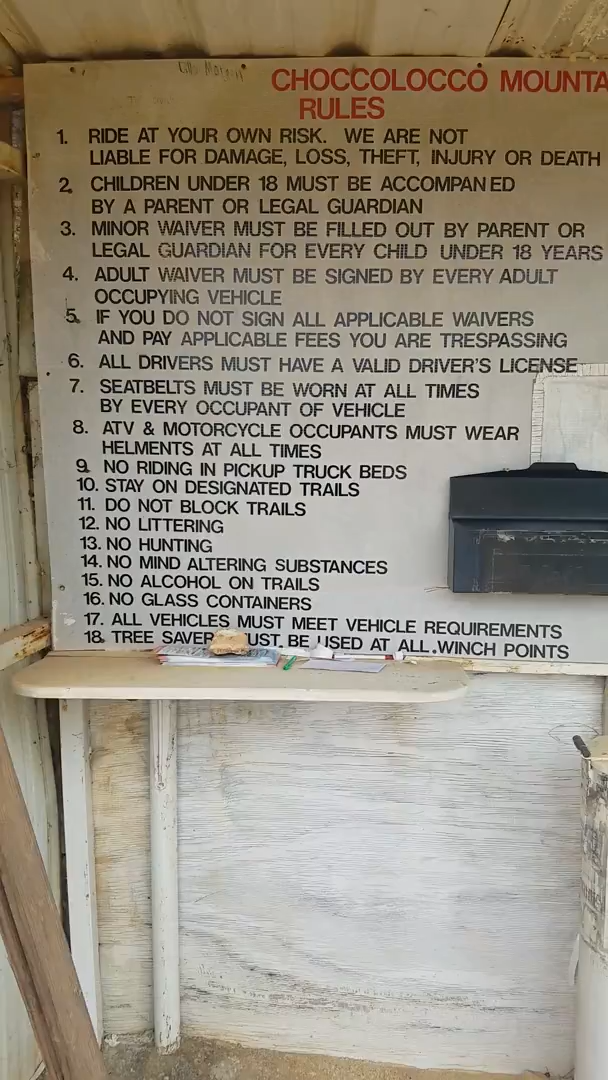 CHOCCOLOCCO MOUNTA
RULES
1. RIDE AT YOUR OWN RISK. WE ARE NOT
LIABLE FOR DAMAGE, LOSS, THEFT, INJURY OR DEATH
2. CHILDREN UNDER 18 MUST BE ACCOMPAN ED
BY A PARENT OR LEGAL GUARDIAN
3. MINOR WAIVER MUST BE FILLED OUT BY PARENT OR
LEGAL GUARDIAN FOR EVERY CHILD UNDER 18 YEARS
4. ADULT WAIVER MUST BE SIGNED BY EVERY ADULT
OCCUPYING VEHICLE
5. IF YOU DO NOT SIGN ALL APPLICABLE WAIVERS
AND PAY APPLICABLE FEES YOU ARE TRESPASSING
6. ALL DRIVERS MUST HAVE A VALID DRIVER'S LICENSE
7. SEATBELTS MUST BE WORN AT ALL TIMES
BY EVERY OCCUPANT OF VEHICLE
8. ATV & MOTORCYCLE OCCUPANTS MUST WEAR
HELMENTS AT ALL TIMES
9. NO RIDING IN PICKUP TRUCK BEDS
10. STAY ON DESIGNATED TRAILS
11. DO NOT BLOCK TRAILS
12. NO LITTERING
13. NO HUNTING
14. NO MIND ALTERING SUBSTANCES
15. NO ALCOHOL ON TRAILS
16. NO GLASS CONTAINERS
17. ALL VEHICLES MUST MEET VEHICLE REQUIREMENTS
18. TREE SAVER UST BE USED AT ALL WINCH POINTS